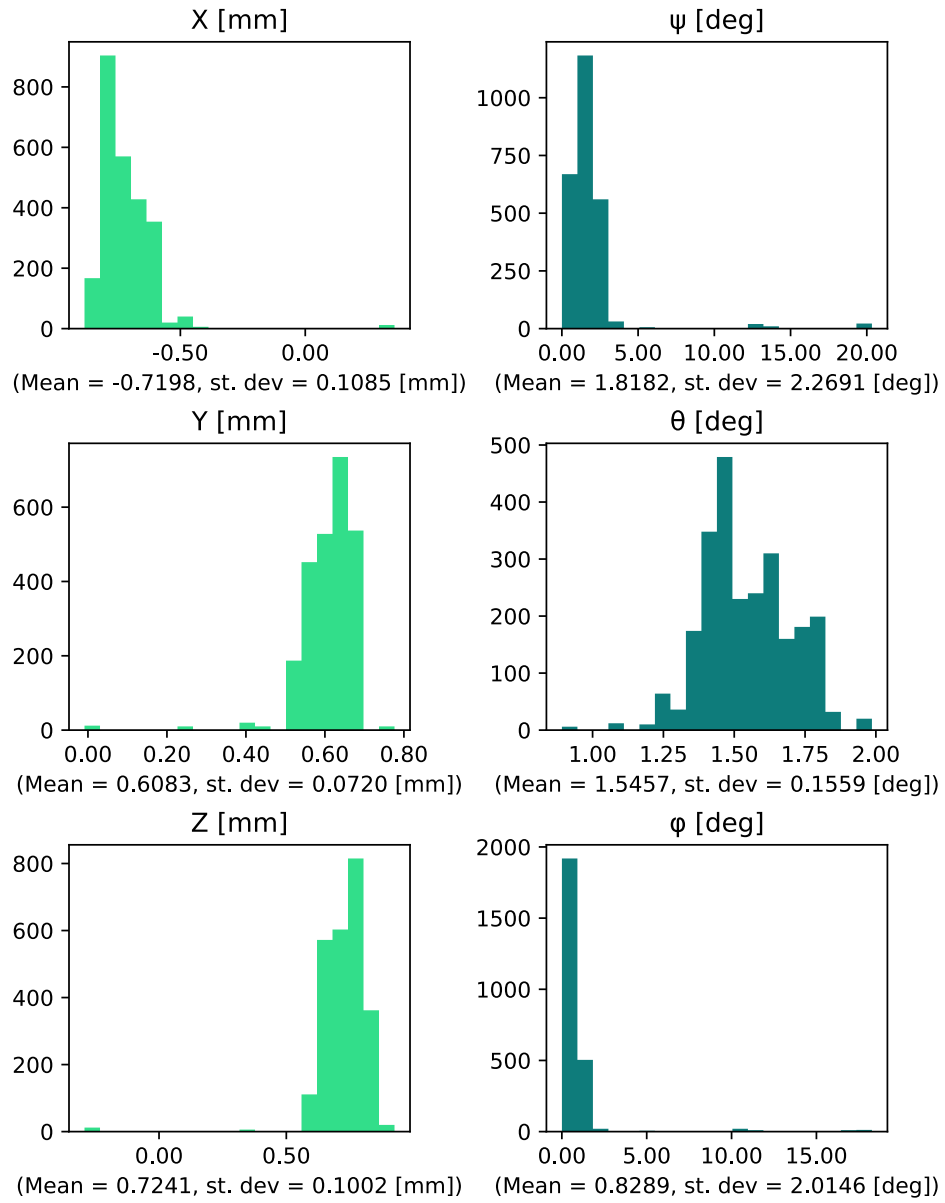 X [mm]
800
600
400
200
0
-0.50 0.00
(Mean = -0.7198, st. dev = 0.1085 [mm])
ψ [deg]
1000
750
500
250
0
0.00 5.00 10.00 15.00 20.00
(Mean = 1.8182, st. dev = 2.2691 [deg])
Y [mm]
600
400
200
0
0.00 0.20 0.40 0.60 0.80
(Mean = 0.6083, st. dev = 0.0720 [mm])
θ [deg]
500
400
300
200
100
0
1.00 1.25 1.50 1.75 2.00
(Mean = 1.5457, st. dev = 0.1559 [deg])
Z [mm]
800
600
400
200
0
0.00 0.50
(Mean = 0.7241, st. dev = 0.1002 [mm])
φ [deg]
2000
1500
1000
500
0
0.00 5.00 10.00 15.00
(Mean = 0.8289, st. dev = 2.0146 [deg])